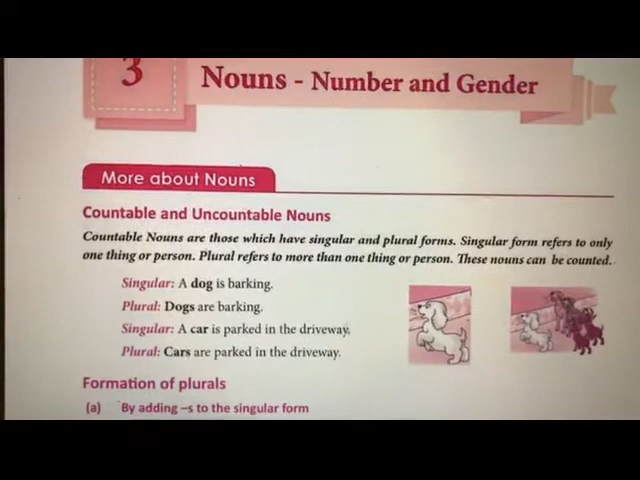 3
Nouns - Number and Gender
More about Nouns
Countable and Uncountable Nouns
Countable Nouns are those which have singular and plural forms. Singular form refers to only
one thing or person. Plural refers to more than one thing or person. These nouns can be counted.
Singular: A dog is barking.
Plural: Dogs are barking.
Singular: A car is parked in the driveway.
Plural: Cars are parked in the driveway.
Formation of plurals
(a) By adding –s to the singular form